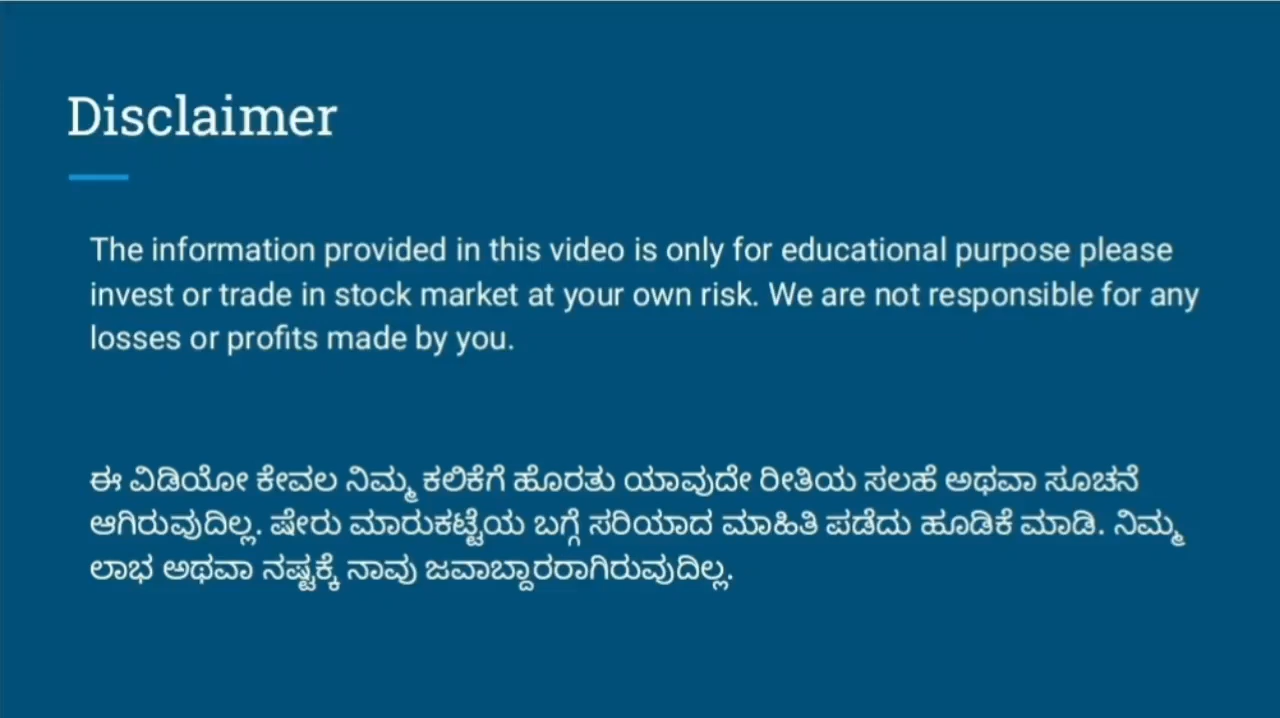 Disclaimer
The information provided in this video is only for educational purpose please
invest or trade in stock market at your own risk. We are not responsible for any
losses or profits made by you.
ಈ ವಿಡಿಯೋ ಕೇವಲ ನಿಮ್ಮ ಕಲಿಕೆಗೆ ಹೊರತು ಯಾವುದೇ ರೀತಿಯ ಸಲಹೆ ಅಥವಾ ಸೂಚನೆ
ಆಗಿರುವುದಿಲ್ಲ. ಷೇರು ಮಾರುಕಟ್ಟೆಯ ಬಗ್ಗೆ ಸರಿಯಾದ ಮಾಹಿತಿ ಪಡೆದು ಹೂಡಿಕೆ ಮಾಡಿ. ನಿಮ್ಮ
ಲಾಭ ಅಥವಾ ನಷ್ಟಕ್ಕೆ ನಾವು ಜವಾಬ್ದಾರರಾಗಿರುವುದಿಲ್ಲ.